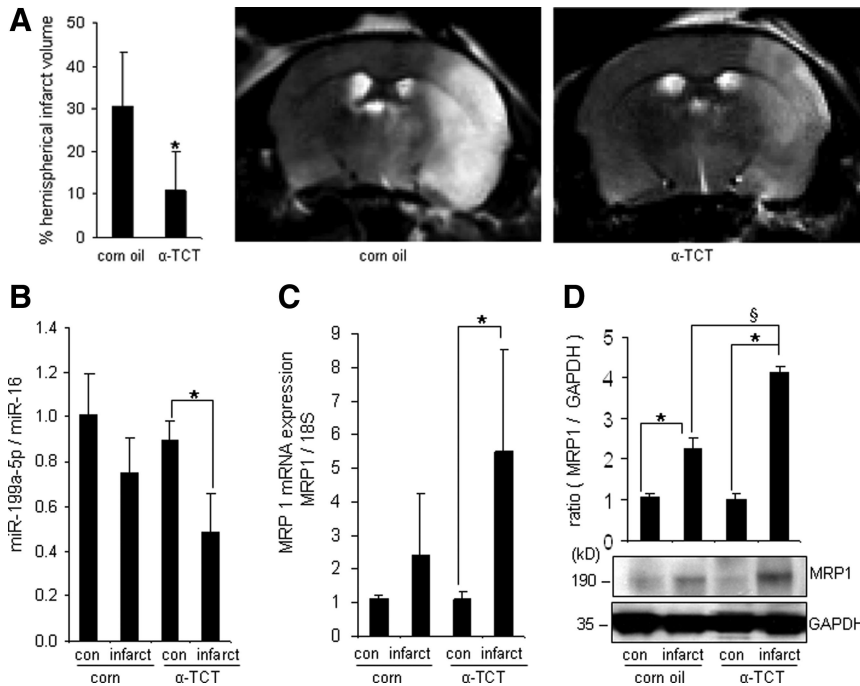 A
% hemispherical infarct volume
50
40
30
20
10
0
*
corn oil
α-TCT
corn oil
α-TCT
B
miR-199a-5p / miR-16
1.4
1.2
1.0
0.8
0.6
0.4
0.2
0.0
*
con infarct con infarct
corn α-TCT
C
MRP 1 mRNA expression
MRP1 / 18S
9
8
7
6
5
4
3
2
1
0
*
con infarct con infarct
α-TCT
D
ratio ( MRP1 / GAPDH )
5
4
3
2
1
0
§
*
*
(kD)
190
MRP1
35
GAPDH
con infarct con infarct
corn oil α-TCT